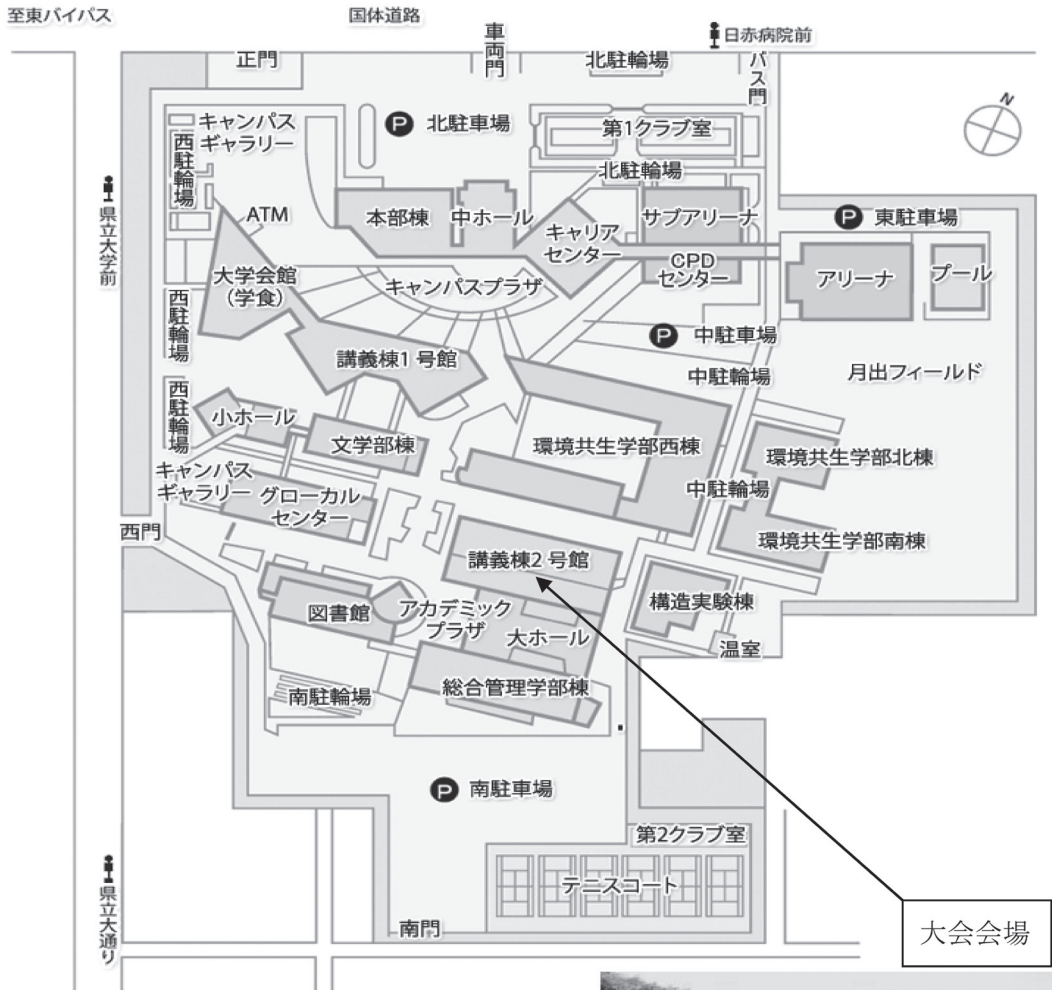 至東バイパス
国体道路
車両門
日赤病院前
正門
北駐輪場
バス門
キャンパス
ギャラリー
北駐車場
第1クラブ室
西駐輪場
北駐輪場
県立大学前
ATM
本部棟
中ホール
キャリア
センター
サブアリーナ
東駐車場
CPD
センター
アリーナ
プール
大学会館
（学食）
キャンパスプラザ
西駐輪場
講義棟1号館
中駐車場
中駐輪場
月出フィールド
西駐輪場
小ホール
文学部棟
環境共生学部西棟
環境共生学部北棟
キャンパス
ギャラリー
グローカル
センター
中駐輪場
西門
環境共生学部南棟
講義棟2号館
図書館
アカデミック
プラザ
大ホール
構造実験棟
温室
南駐輪場
総合管理学部棟
南駐車場
第2クラブ室
テニスコート
県立大通り
南門
大会会場
N
P
P
P
P